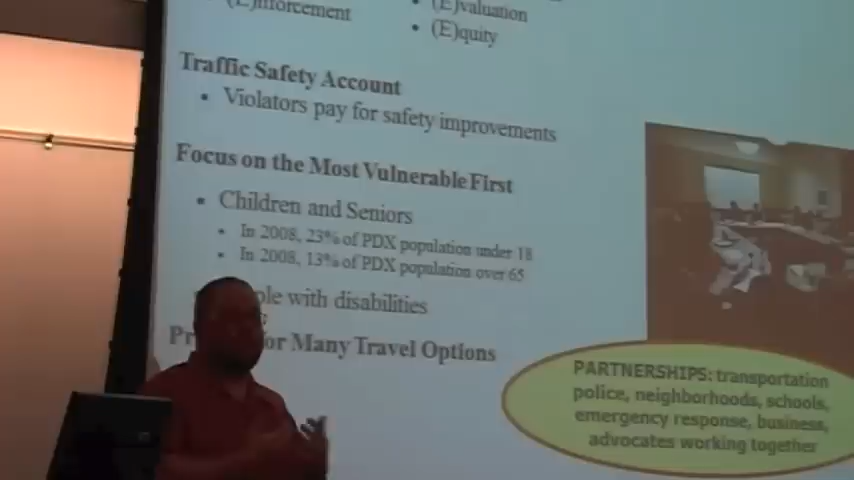 (E)nforcement
• (E)valuation
• (E)quity
Traffic Safety Account
• Violators pay for safety improvements
Focus on the Most Vulnerable First
• Children and Seniors
• In 2008, 23% of PDX population under 18
• In 2008, 13% of PDX population over 65
ple with disabilities
Pr or Many Travel Options
PARTNERSHIPS: transportation
police, neighborhoods, schools,
emergency response, business,
advocates working together